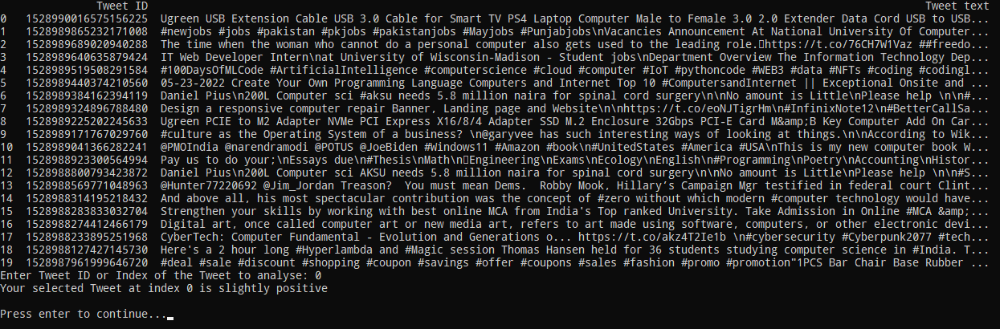 Tweet ID Tweet text
0 1528990016575156225 Ugreen USB Extension Cable USB 3.0 Cable for Smart TV PS4 Laptop Computer Male to Female 3.0 2.0 Extender Data Cord USB to USB...
1 1528989865232171008 #newjobs #jobs #pakistan #pkjobs #pakistanjobs #Mayjobs #Punjabjobs\nVacancies Announcement At National University Of Computer...
2 1528989689020940288 The time when the woman who cannot do a personal computer also gets used to the leading role.▯https://t.co/76CH7W1Vaz ##freedo...
3 1528989640635879424 IT Web Developer Intern\nat University of Wisconsin-Madison - Student jobs\nDepartment Overview The Information Technology Dep...
4 1528989519508291584 #100DaysOfMLCode #ArtificialIntelligence #computerscience #cloud #computer #IoT #pythoncode #WEB3 #data #NFTs #coding #codingl...
5 1528989440374210560 05-23-2022 Create Your Own Programming Language Computers and Internet Top 10 #ComputersandInternet || Exceptional Onsite and ...
6 1528989384162394119 Daniel Pius\n200L Computer sci #aksu needs 5.8 million naira for spinal cord surgery\n\nNo amount is Little\nPlease help \n\n#...
7 1528989324896788480 Design a responsive computer repair Banner, Landing page and Website\n\nhttps://t.co/eoNJTigrHm\n#InfinixNote12\n#BetterCallSa...
8 1528989225202245633 Ugreen PCIE to M2 Adapter NVMe PCI Express X16/8/4 Adapter SSD M.2 Enclosure 32Gbps PCI-E Card M&amp;B Key Computer Add On Car...
9 1528989171767029760 #culture as the Operating System of a business? \n@garyvee has such interesting ways of looking at things.\n\nAccording to Wik...
10 1528989041366282241 @PMOIndia @narendramodi @POTUS @JoeBiden #Windows11 #Amazon #book\n#UnitedStates #America #USA\nThis is my new computer book W...
11 1528988923300564994 Pay us to do your;\nEssays due\n#Thesis\nMath\n▯Engineering\nExams\nEcology\nEnglish\n#Programming\nPoetry\nAccounting\nHistor...
12 1528988800793423872 Daniel Pius\n200L Computer sci AKSU needs 5.8 million naira for spinal cord surgery\n\nNo amount is Little\nPlease help \n\n#S...
13 1528988569771048963 @Hunter77220692 @Jim_Jordan Treason? You must mean Dems. Robby Mook, Hillary’s Campaign Mgr testified in federal court Clint...
14 1528988314195218432 And above all, his most spectacular contribution was the concept of #zero without which modern #computer technology would have...
15 1528988283833032704 Strengthen your skills by working with best online MCA from India's Top ranked University. Take Admission in Online #MCA &amp;...
16 1528988274412466179 Digital art, once called computer art or new media art, refers to art made using software, computers, or other electronic devi...
17 1528988233895251968 CyberTech: Computer Fundamental - Evolution and Generations o... https://t.co/akz4T2Ie1b \n#cybersecurity #Cyberpunk2077 #tech...
18 1528988127427145730 Here's a 2 hour long #Hyperlambda and #Magic session Thomas Hansen held for 36 students studying computer science in #India. T...
19 1528987961999646720 #deal #sale #discount #shopping #coupon #savings #offer #coupons #sales #fashion #promo #promotion"1PCS Bar Chair Base Rubber ...
Enter Tweet ID or Index of the Tweet to analyse: 0
Your selected Tweet at index 0 is slightly positive
Press enter to continue...